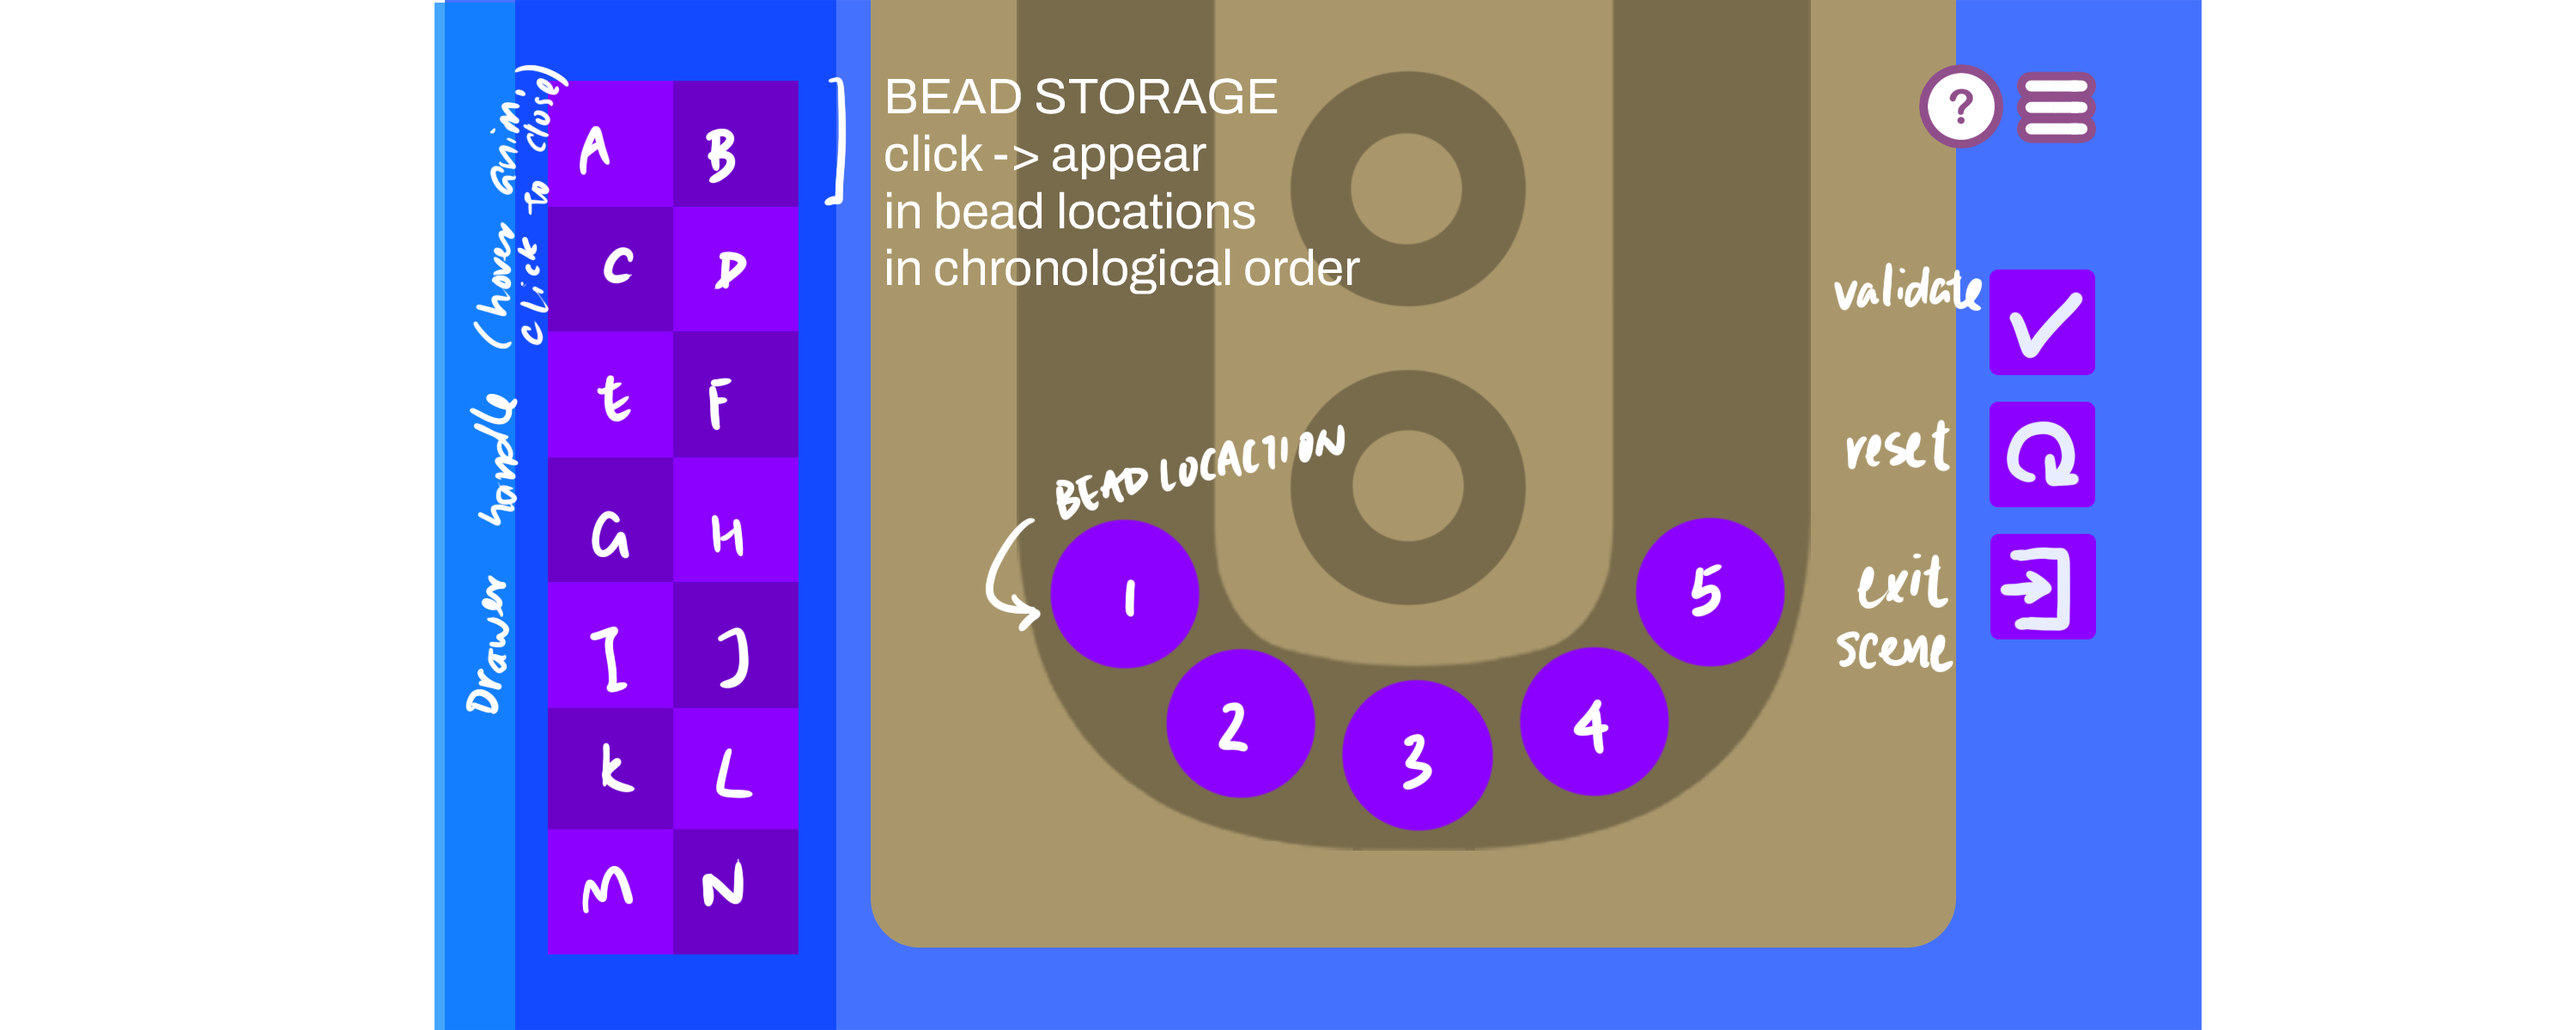 Drawer handle (hover anim,
click to close)
A B
C D
E F
G H
I J
K L
M N
BEAD STORAGE
click -> appear
in bead locations
in chronological order
BEAD LOCACTION
1
2
3
4
5
?
validate
reset
exit
scene